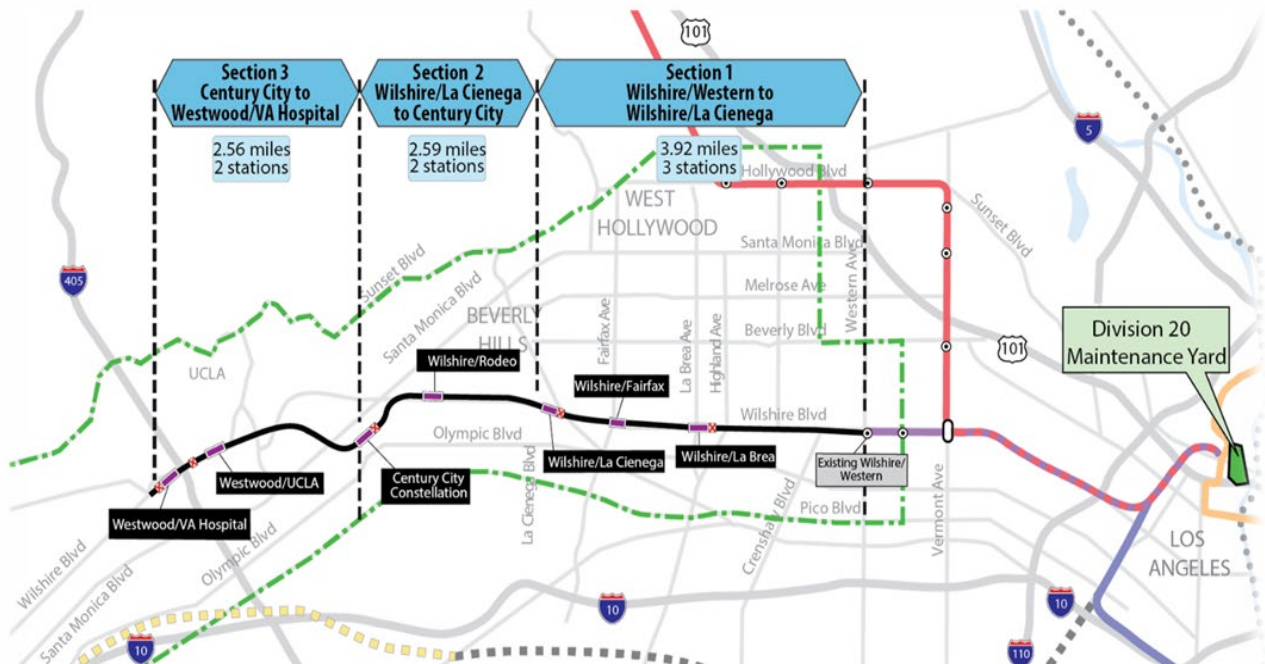 101
Section 3
Century City to
Westwood/VA Hospital
Section 2
Wilshire/La Cienega
to Century City
Section 1
Wilshire/Western to
Wilshire/La Cienega
2.56 miles
2 stations
2.59 miles
2 stations
3.92 miles
3 stations
5
Hollywood Blvd
WEST
HOLLYWOOD
Sunset Blvd
Santa Monica Blvd
Sunset Blvd
405
Santa Monica Blvd
Melrose Ave
Western Ave
BEVERLY
HILLS
Fairfax Ave
La Brea Ave
Highland Ave
Beverly Blvd
101
Division 20
Maintenance Yard
UCLA
Wilshire/Rodeo
Wilshire/Fairfax
Wilshire Blvd
Olympic Blvd
Wilshire/La Cienega
Wilshire/La Brea
Existing Wilshire/
Western
Westwood/UCLA
Century City
Constellation
La Cienega Blvd
Crenshaw Blvd
Pico Blvd
Vermont Ave
Westwood/VA Hospital
Olympic Blvd
Wilshire Blvd
Santa Monica Blvd
LOS
ANGELES
10
10
10
110